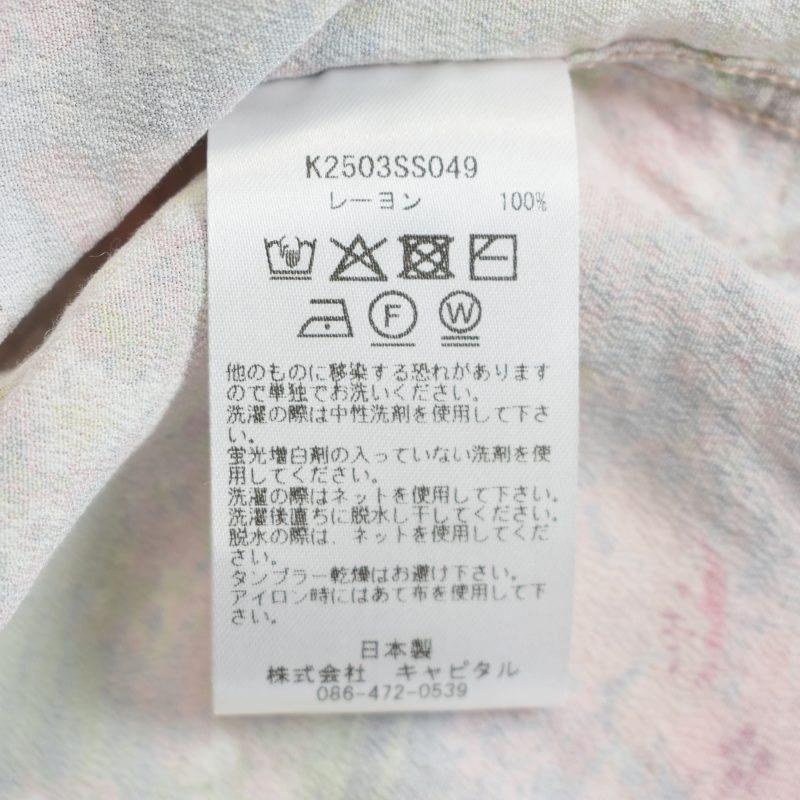 K2503SS049
レーヨン 100%
F W
他のものに移染する恐れがあります
ので単独でお洗いください。
洗濯の際は中性洗剤を使用して下さ
い。
蛍光増白剤の入っていない洗剤を使
用してください。
洗濯の際はネットを使用して下さい。
洗濯後直ちに脱水し干してください。
脱水の際は、ネットを使用してくだ
さい。
タンブラー乾燥はお避け下さい。
アイロン時にはあて布を使用して下
さい。
日本製
株式会社 キャピタル
086-472-0539